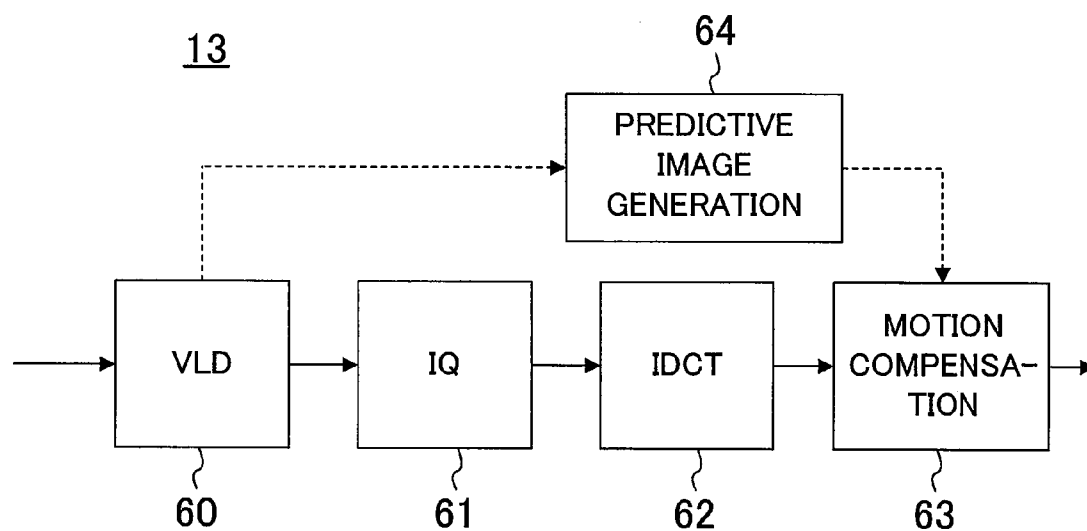 13
64
PREDICTIVE
IMAGE
GENERATION
VLD
IQ
IDCT
MOTION
COMPENSA-
TION
60
61
62
63